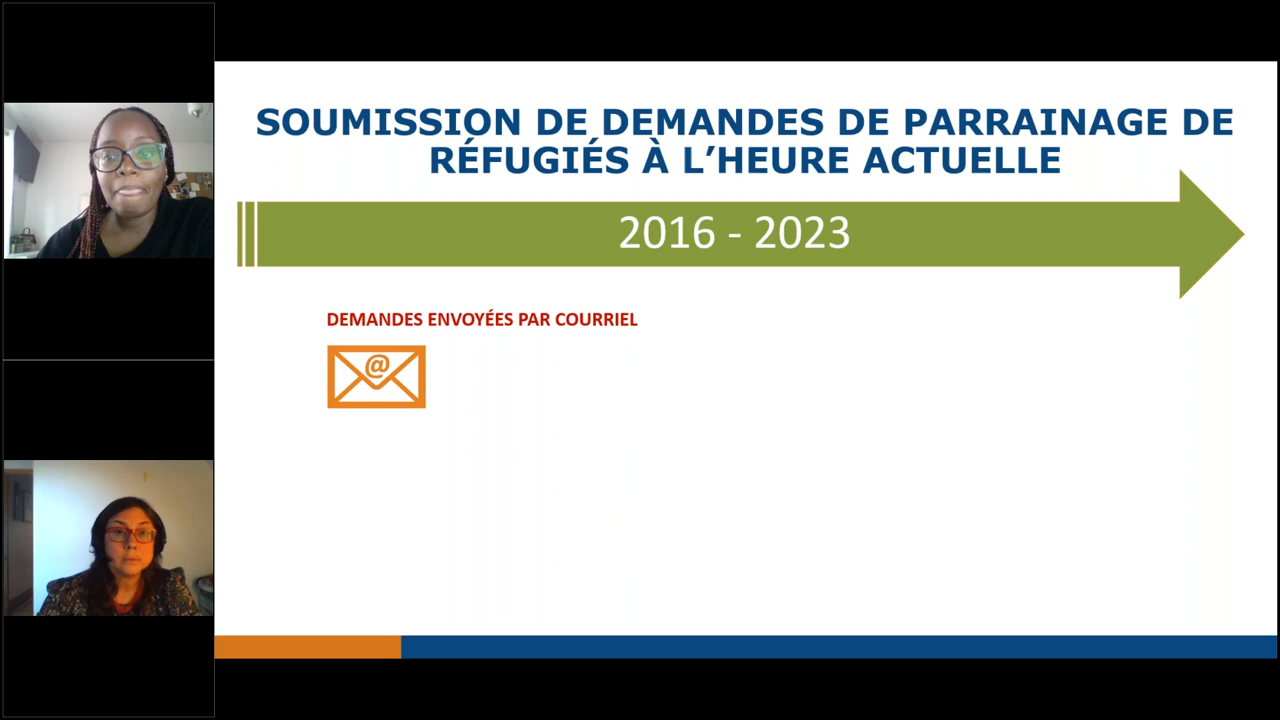 SOUMISSION DE DEMANDES DE PARRAINAGE DE
RÉFUGIÉS À L’HEURE ACTUELLE
2016 - 2023
DEMANDES ENVOYÉES PAR COURRIEL
@